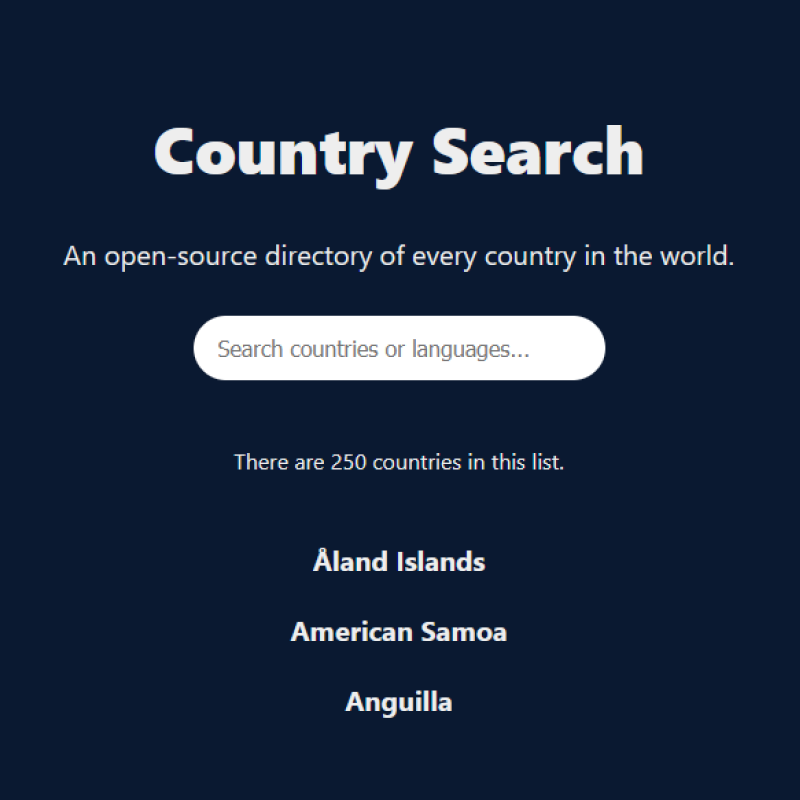 Country Search
An open-source directory of every country in the world.
Search countries or languages...
There are 250 countries in this list.
Åland Islands
American Samoa
Anguilla